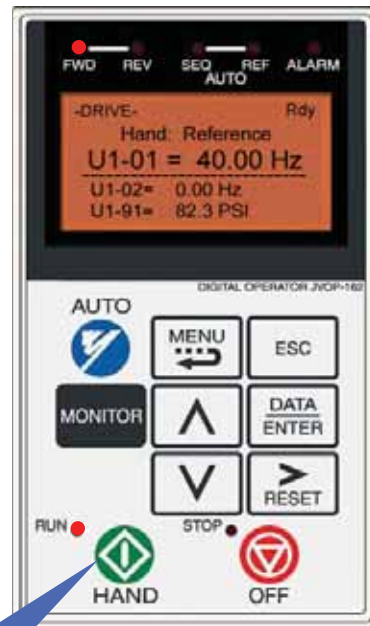 FWD REV SEQ REF ALARM
AUTO
-DRIVE- Rdy
Hand: Reference
U1-01 = 40.00 Hz
U1-02= 0.00 Hz
U1-91= 82.3 PSI
DIGITAL OPERATOR JVOP-162
AUTO
MENU
ESC
MONITOR
DATA
ENTER
RESET
RUN STOP
HAND OFF